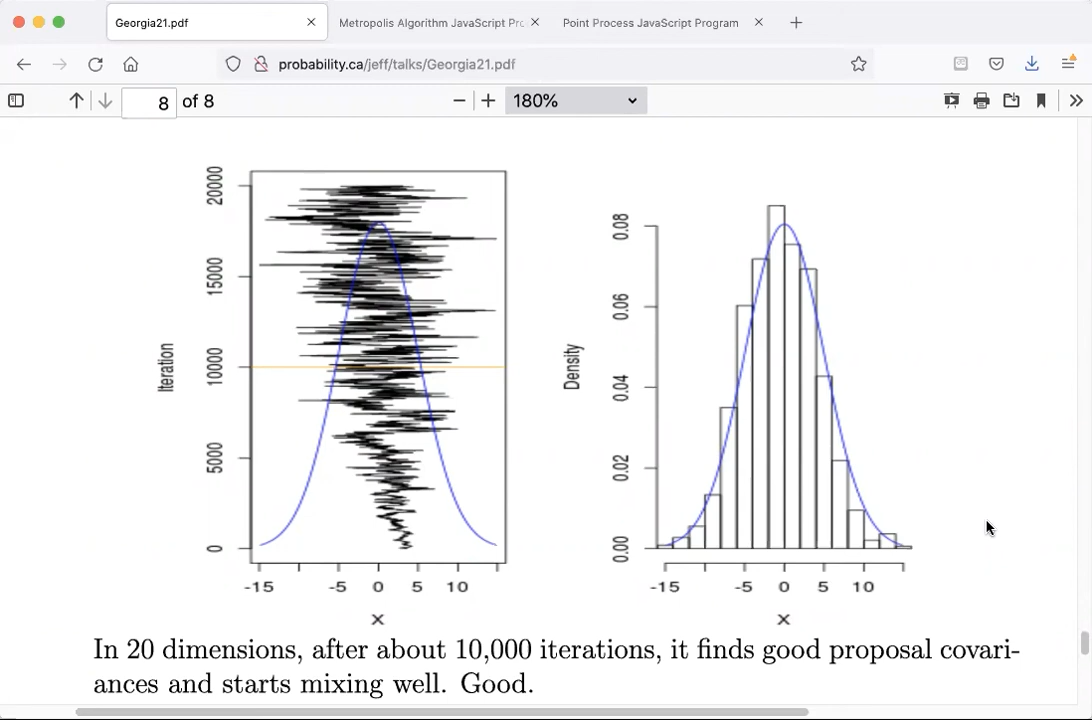 Georgia21.pdf
Metropolis Algorithm JavaScript Pro
Point Process JavaScript Program
probability.ca/jeff/talks/Georgia21.pdf
8 of 8
180%
Iteration
20000
15000
10000
5000
0
-15 -5 0 5 10
x
Density
0.08
0.06
0.04
0.02
0.00
-15 -5 0 5 10
x
In 20 dimensions, after about 10,000 iterations, it finds good proposal covari-
ances and starts mixing well. Good.